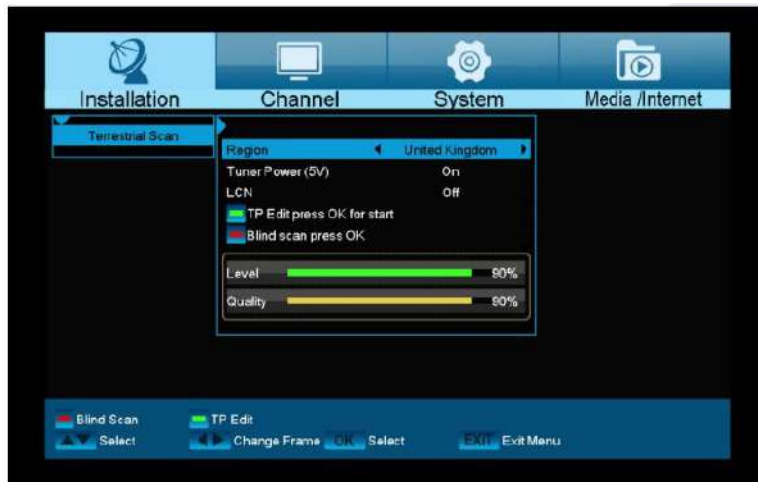 Installation Channel System Media /Internet
Terrestrial Scan
Region United Kingdom
Tuner Power (5V) On
LCN Off
TP Edit press OK for start
Blind scan press OK
Level 90%
Quality 90%
Blind Scan TP Edit
Select Change Frame OK Select EXIT Exit Menu